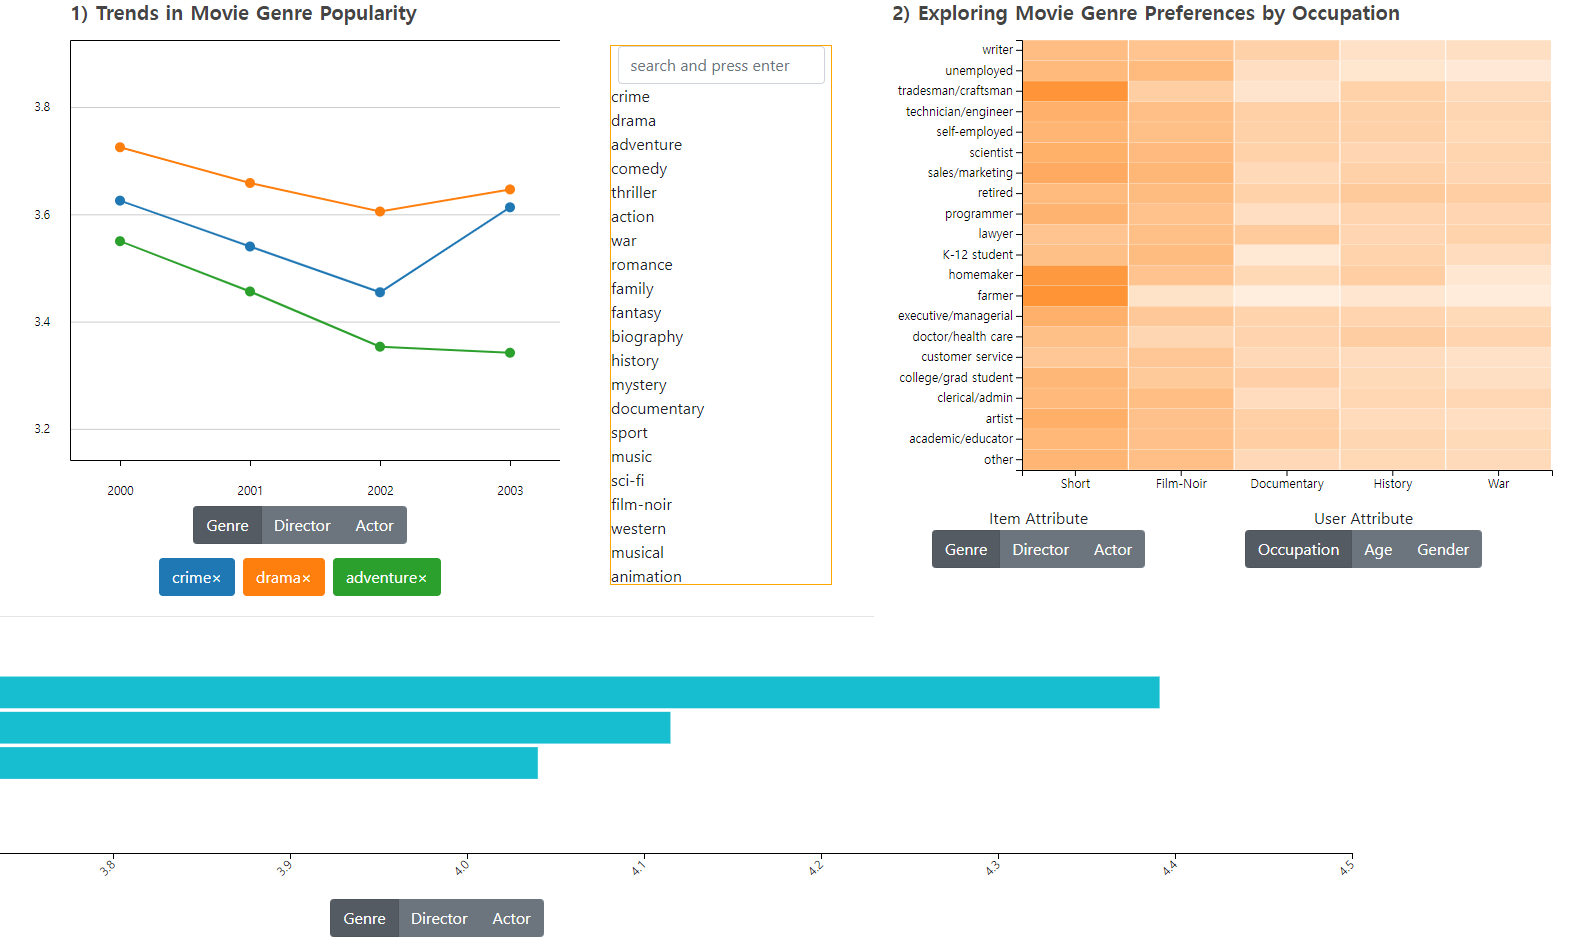 1) Trends in Movie Genre Popularity
3.8
3.6
3.4
3.2
2000 2001 2002 2003
Genre Director Actor
crime× drama× adventure×
search and press enter
crime
drama
adventure
comedy
thriller
action
war
romance
family
fantasy
biography
history
mystery
documentary
sport
music
sci-fi
film-noir
western
musical
animation
2) Exploring Movie Genre Preferences by Occupation
writer
unemployed
tradesman/craftsman
technician/engineer
self-employed
scientist
sales/marketing
retired
programmer
lawyer
K-12 student
homemaker
farmer
executive/managerial
doctor/health care
customer service
college/grad student
clerical/admin
artist
academic/educator
other
Short Film-Noir Documentary History War
Item Attribute User Attribute
Genre Director Actor Occupation Age Gender
3.8 3.9 4.0 4.1 4.2 4.3 4.4 4.5
Genre Director Actor